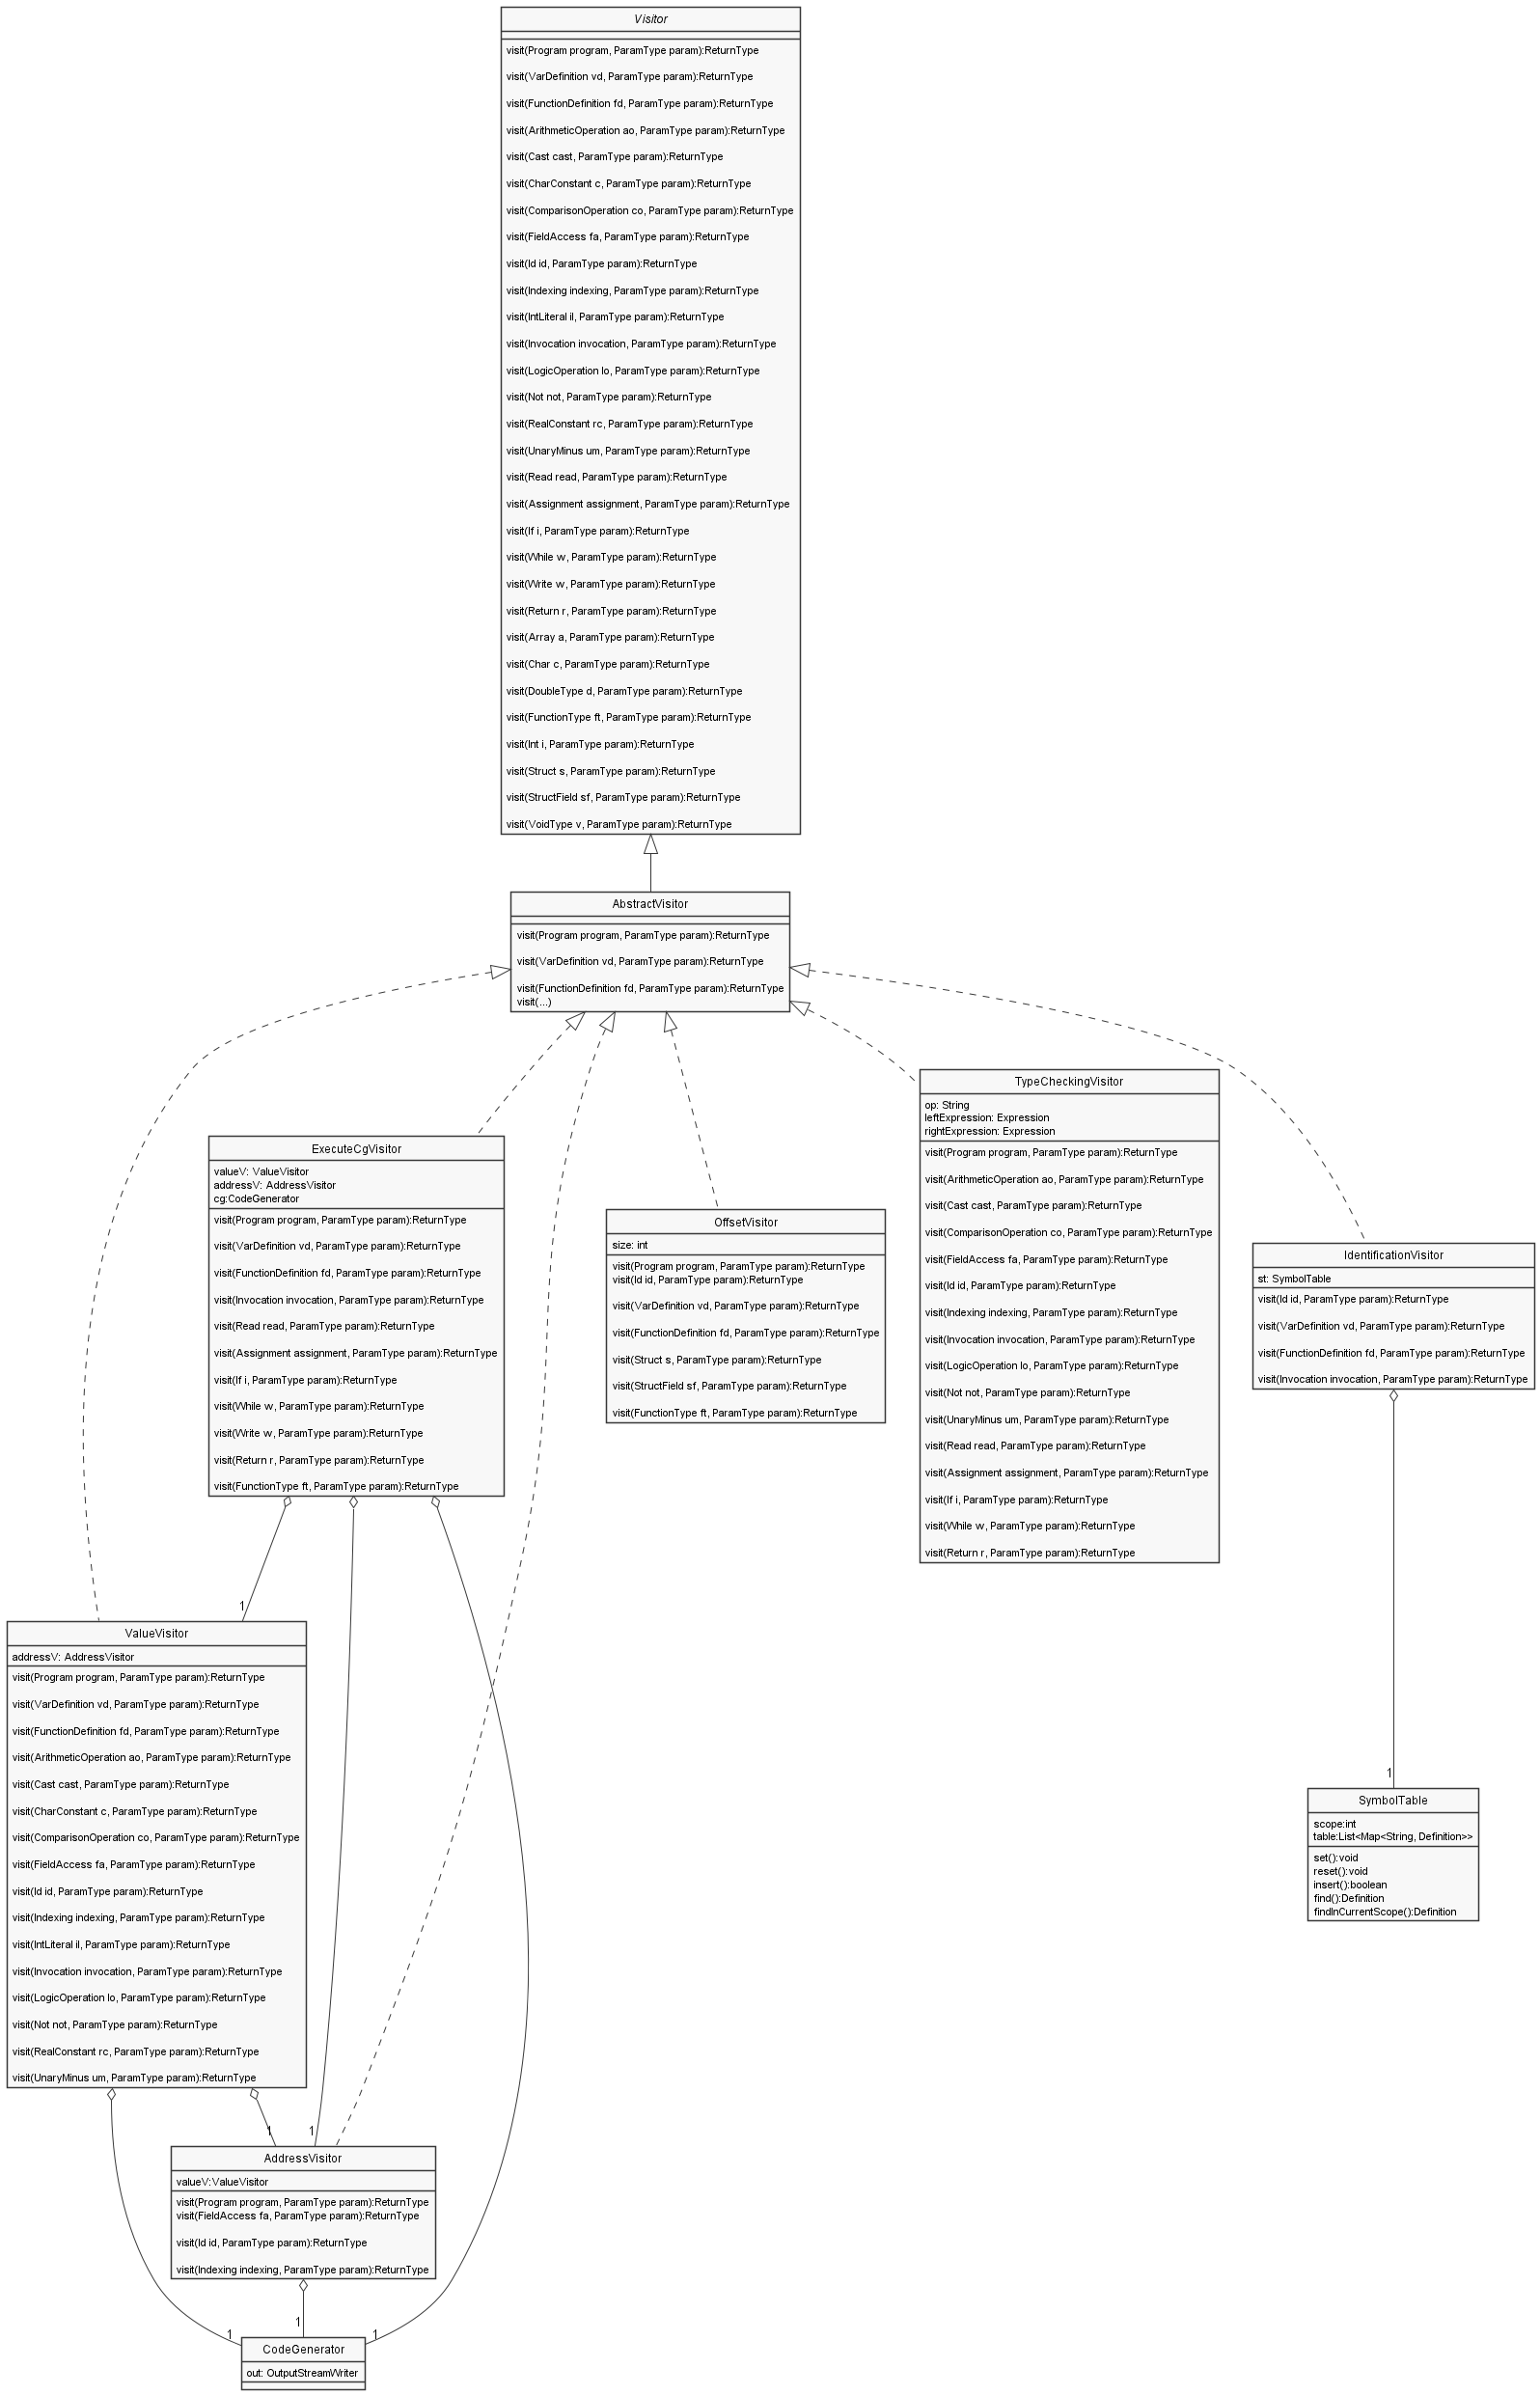 Visitor
visit(Program program, ParamType param):ReturnType
visit(VarDefinition vd, ParamType param):ReturnType
visit(FunctionDefinition fd, ParamType param):ReturnType
visit(ArithmeticOperation ao, ParamType param):ReturnType
visit(Cast cast, ParamType param):ReturnType
visit(CharConstant c, ParamType param):ReturnType
visit(ComparisonOperation co, ParamType param):ReturnType
visit(FieldAccess fa, ParamType param):ReturnType
visit(Id id, ParamType param):ReturnType
visit(Indexing indexing, ParamType param):ReturnType
visit(IntLiteral il, ParamType param):ReturnType
visit(Invocation invocation, ParamType param):ReturnType
visit(LogicOperation lo, ParamType param):ReturnType
visit(Not not, ParamType param):ReturnType
visit(RealConstant rc, ParamType param):ReturnType
visit(UnaryMinus um, ParamType param):ReturnType
visit(Read read, ParamType param):ReturnType
visit(Assignment assignment, ParamType param):ReturnType
visit(If i, ParamType param):ReturnType
visit(While w, ParamType param):ReturnType
visit(Write w, ParamType param):ReturnType
visit(Return r, ParamType param):ReturnType
visit(Array a, ParamType param):ReturnType
visit(Char c, ParamType param):ReturnType
visit(DoubleType d, ParamType param):ReturnType
visit(FunctionType ft, ParamType param):ReturnType
visit(Int i, ParamType param):ReturnType
visit(Struct s, ParamType param):ReturnType
visit(StructField sf, ParamType param):ReturnType
visit(VoidType v, ParamType param):ReturnType
AbstractVisitor
visit(Program program, ParamType param):ReturnType
visit(VarDefinition vd, ParamType param):ReturnType
visit(FunctionDefinition fd, ParamType param):ReturnType
visit(...)
ExecuteCgVisitor
valueV: ValueVisitor
addressV: AddressVisitor
cg:CodeGenerator
visit(Program program, ParamType param):ReturnType
visit(VarDefinition vd, ParamType param):ReturnType
visit(FunctionDefinition fd, ParamType param):ReturnType
visit(Invocation invocation, ParamType param):ReturnType
visit(Read read, ParamType param):ReturnType
visit(Assignment assignment, ParamType param):ReturnType
visit(If i, ParamType param):ReturnType
visit(While w, ParamType param):ReturnType
visit(Write w, ParamType param):ReturnType
visit(Return r, ParamType param):ReturnType
visit(FunctionType ft, ParamType param):ReturnType
OffsetVisitor
size: int
visit(Program program, ParamType param):ReturnType
visit(Id id, ParamType param):ReturnType
visit(VarDefinition vd, ParamType param):ReturnType
visit(FunctionDefinition fd, ParamType param):ReturnType
visit(Struct s, ParamType param):ReturnType
visit(StructField sf, ParamType param):ReturnType
visit(FunctionType ft, ParamType param):ReturnType
TypeCheckingVisitor
op: String
leftExpression: Expression
rightExpression: Expression
visit(Program program, ParamType param):ReturnType
visit(ArithmeticOperation ao, ParamType param):ReturnType
visit(Cast cast, ParamType param):ReturnType
visit(ComparisonOperation co, ParamType param):ReturnType
visit(FieldAccess fa, ParamType param):ReturnType
visit(Id id, ParamType param):ReturnType
visit(Indexing indexing, ParamType param):ReturnType
visit(Invocation invocation, ParamType param):ReturnType
visit(LogicOperation lo, ParamType param):ReturnType
visit(Not not, ParamType param):ReturnType
visit(UnaryMinus um, ParamType param):ReturnType
visit(Read read, ParamType param):ReturnType
visit(Assignment assignment, ParamType param):ReturnType
visit(If i, ParamType param):ReturnType
visit(While w, ParamType param):ReturnType
visit(Return r, ParamType param):ReturnType
IdentificationVisitor
st: SymbolTable
visit(Id id, ParamType param):ReturnType
visit(VarDefinition vd, ParamType param):ReturnType
visit(FunctionDefinition fd, ParamType param):ReturnType
visit(Invocation invocation, ParamType param):ReturnType
1
ValueVisitor
addressV: AddressVisitor
visit(Program program, ParamType param):ReturnType
visit(VarDefinition vd, ParamType param):ReturnType
visit(FunctionDefinition fd, ParamType param):ReturnType
visit(ArithmeticOperation ao, ParamType param):ReturnType
visit(Cast cast, ParamType param):ReturnType
visit(CharConstant c, ParamType param):ReturnType
visit(ComparisonOperation co, ParamType param):ReturnType
visit(FieldAccess fa, ParamType param):ReturnType
visit(Id id, ParamType param):ReturnType
visit(Indexing indexing, ParamType param):ReturnType
visit(IntLiteral il, ParamType param):ReturnType
visit(Invocation invocation, ParamType param):ReturnType
visit(LogicOperation lo, ParamType param):ReturnType
visit(Not not, ParamType param):ReturnType
visit(RealConstant rc, ParamType param):ReturnType
visit(UnaryMinus um, ParamType param):ReturnType
1
SymbolTable
scope:int
table:List<Map<String, Definition>>
set():void
reset():void
insert():boolean
find():Definition
findInCurrentScope():Definition
1
1
AddressVisitor
valueV:ValueVisitor
visit(Program program, ParamType param):ReturnType
visit(FieldAccess fa, ParamType param):ReturnType
visit(Id id, ParamType param):ReturnType
visit(Indexing indexing, ParamType param):ReturnType
1
1
1
CodeGenerator
out: OutputStreamWriter